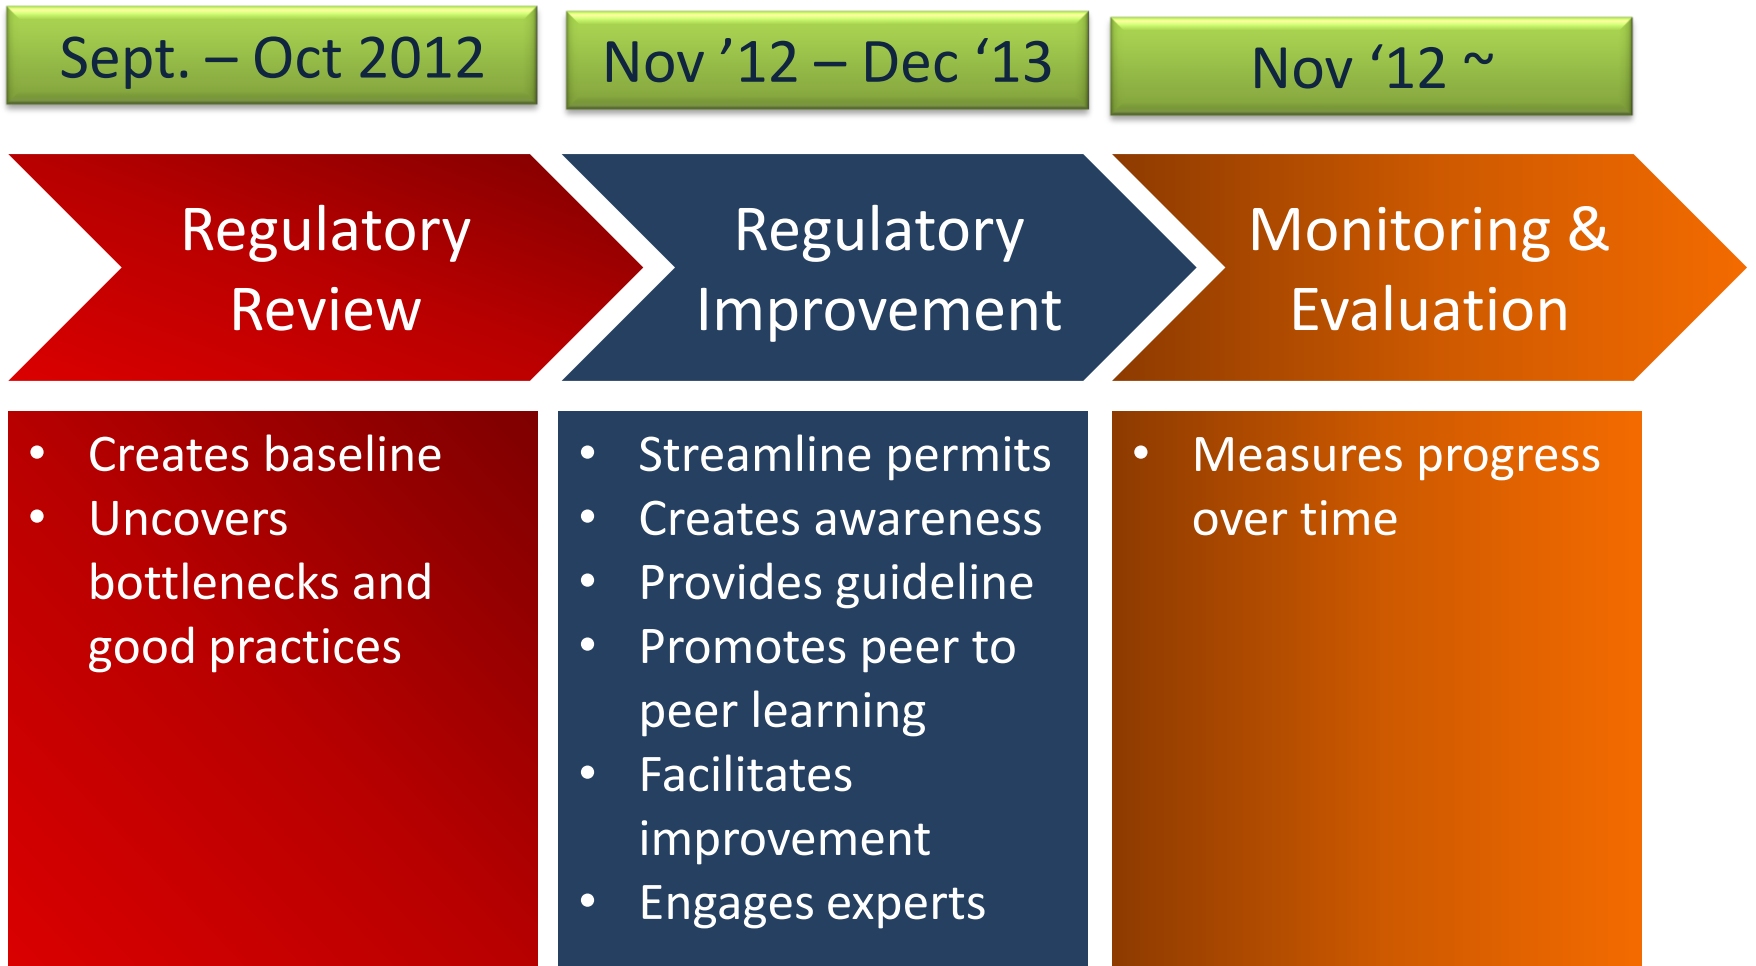 Sept. – Oct 2012
Nov ’12 – Dec ‘13
Nov ‘12 ~
Regulatory
Review
Regulatory
Improvement
Monitoring &
Evaluation
• Creates baseline
• Uncovers
bottlenecks and
good practices
• Streamline permits
• Creates awareness
• Provides guideline
• Promotes peer to
peer learning
• Facilitates
improvement
• Engages experts
• Measures progress
over time